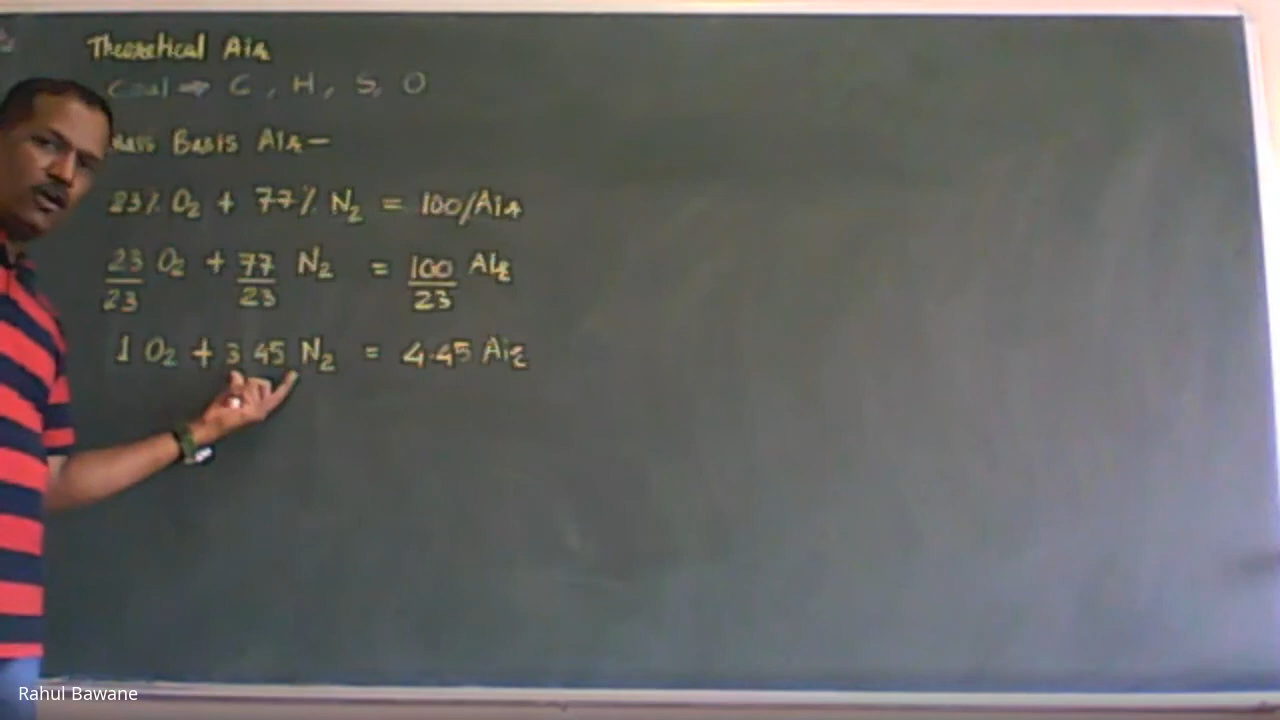 Theoretical Air
Coal ⇒ C, H, S, O
Mass Basis Air—
23% O₂ + 77% N₂ = 100/Air
23/23 O₂ + 77/23 N₂ = 100/23 Air
1 O₂ + 3.45 N₂ = 4.45 Air
Rahul Bawane